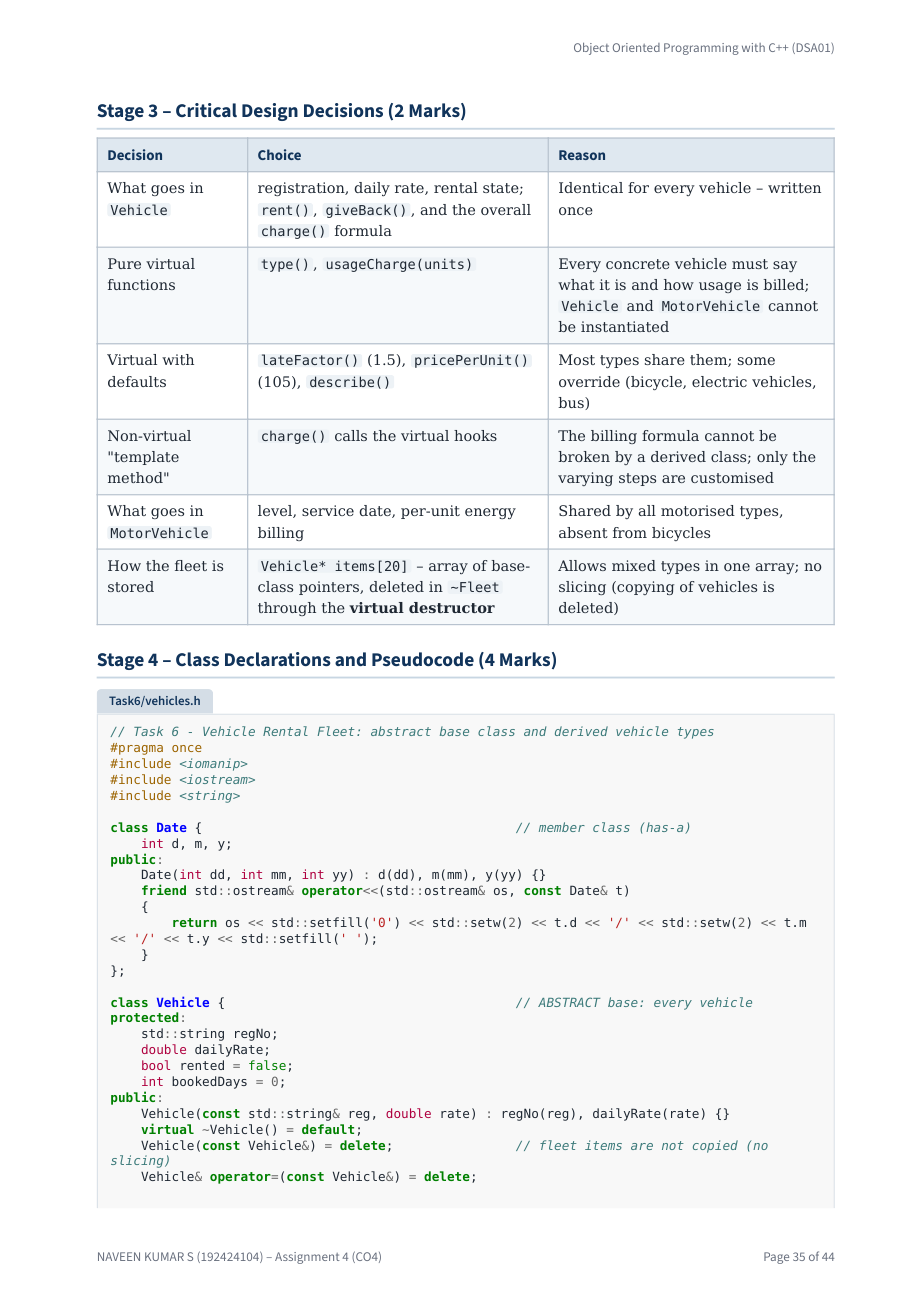 Object Oriented Programming with C++ (DSA01)
Stage 3 – Critical Design Decisions (2 Marks)
Decision Choice Reason
What goes in Vehicle
registration, daily rate, rental state;
rent(), giveBack(), and the overall
charge() formula
Identical for every vehicle – written
once
Pure virtual
functions
type(), usageCharge(units)
Every concrete vehicle must say
what it is and how usage is billed;
Vehicle and MotorVehicle cannot
be instantiated
Virtual with
defaults
lateFactor() (1.5), pricePerUnit()
(105), describe()
Most types share them; some
override (bicycle, electric vehicles,
bus)
Non-virtual
"template
method"
charge() calls the virtual hooks
The billing formula cannot be
broken by a derived class; only the
varying steps are customised
What goes in
MotorVehicle
level, service date, per-unit energy
billing
Shared by all motorised types,
absent from bicycles
How the fleet is
stored
Vehicle* items[20] – array of base-
class pointers, deleted in ~Fleet
through the virtual destructor
Allows mixed types in one array; no
slicing (copying of vehicles is
deleted)
Stage 4 – Class Declarations and Pseudocode (4 Marks)
Task6/vehicles.h
// Task 6 - Vehicle Rental Fleet: abstract base class and derived vehicle types
#pragma once
#include <iomanip>
#include <iostream>
#include <string>
class Date { // member class (has-a)
int d, m, y;
public:
Date(int dd, int mm, int yy) : d(dd), m(mm), y(yy) {}
friend std::ostream& operator<<(std::ostream& os, const Date& t)
{
return os << std::setfill('0') << std::setw(2) << t.d << '/' << std::setw(2) << t.m
<< '/' << t.y << std::setfill(' ');
}
};
class Vehicle { // ABSTRACT base: every vehicle
protected:
std::string regNo;
double dailyRate;
bool rented = false;
int bookedDays = 0;
public:
Vehicle(const std::string& reg, double rate) : regNo(reg), dailyRate(rate) {}
virtual ~Vehicle() = default;
Vehicle(const Vehicle&) = delete; // fleet items are not copied (no
slicing)
Vehicle& operator=(const Vehicle&) = delete;
NAVEEN KUMAR S (192424104) – Assignment 4 (CO4) Page 35 of 44